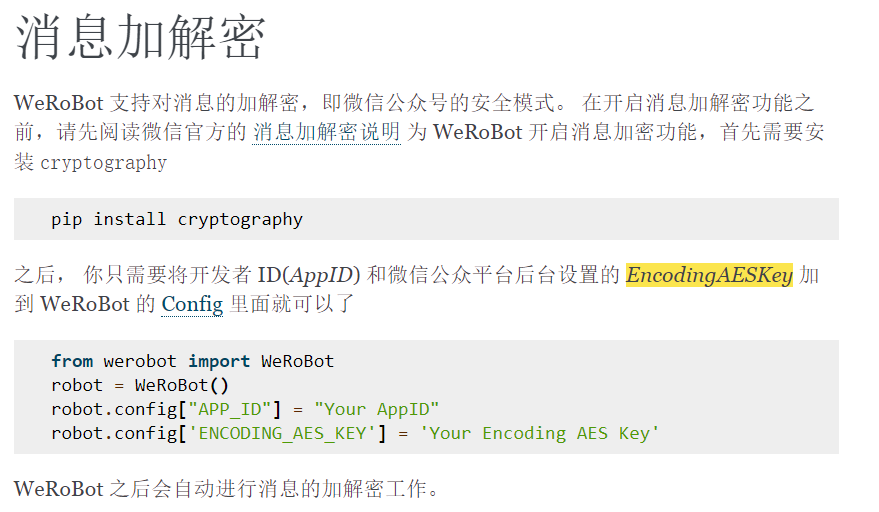 消息加解密
WeRoBot 支持对消息的加解密，即微信公众号的安全模式。 在开启消息加解密功能之
前，请先阅读微信官方的 消息加解密说明 为 WeRoBot 开启消息加密功能，首先需要安
装 cryptography
pip install cryptography
之后， 你只需要将开发者 ID(AppID) 和微信公众平台后台设置的 EncodingAESKey 加
到 WeRoBot 的 Config 里面就可以了
from werobot import WeRoBot
robot = WeRoBot()
robot.config["APP_ID"] = "Your AppID"
robot.config['ENCODING_AES_KEY'] = 'Your Encoding AES Key'
WeRoBot 之后会自动进行消息的加解密工作。